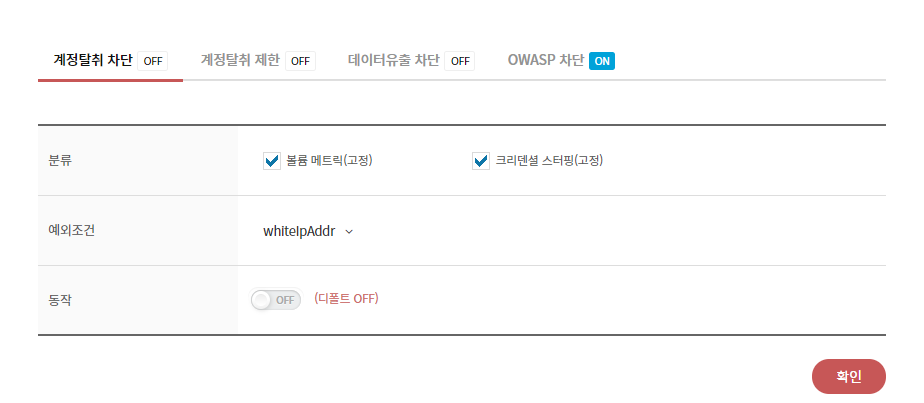 계정탈취 차단 OFF 계정탈취 제한 OFF 데이터유출 차단 OFF OWASP 차단 ON
분류 볼륨 메트릭(고정) 크리덴셜 스터핑(고정)
예외조건 whiteIpAddr
동작 OFF (디폴트 OFF)
확인